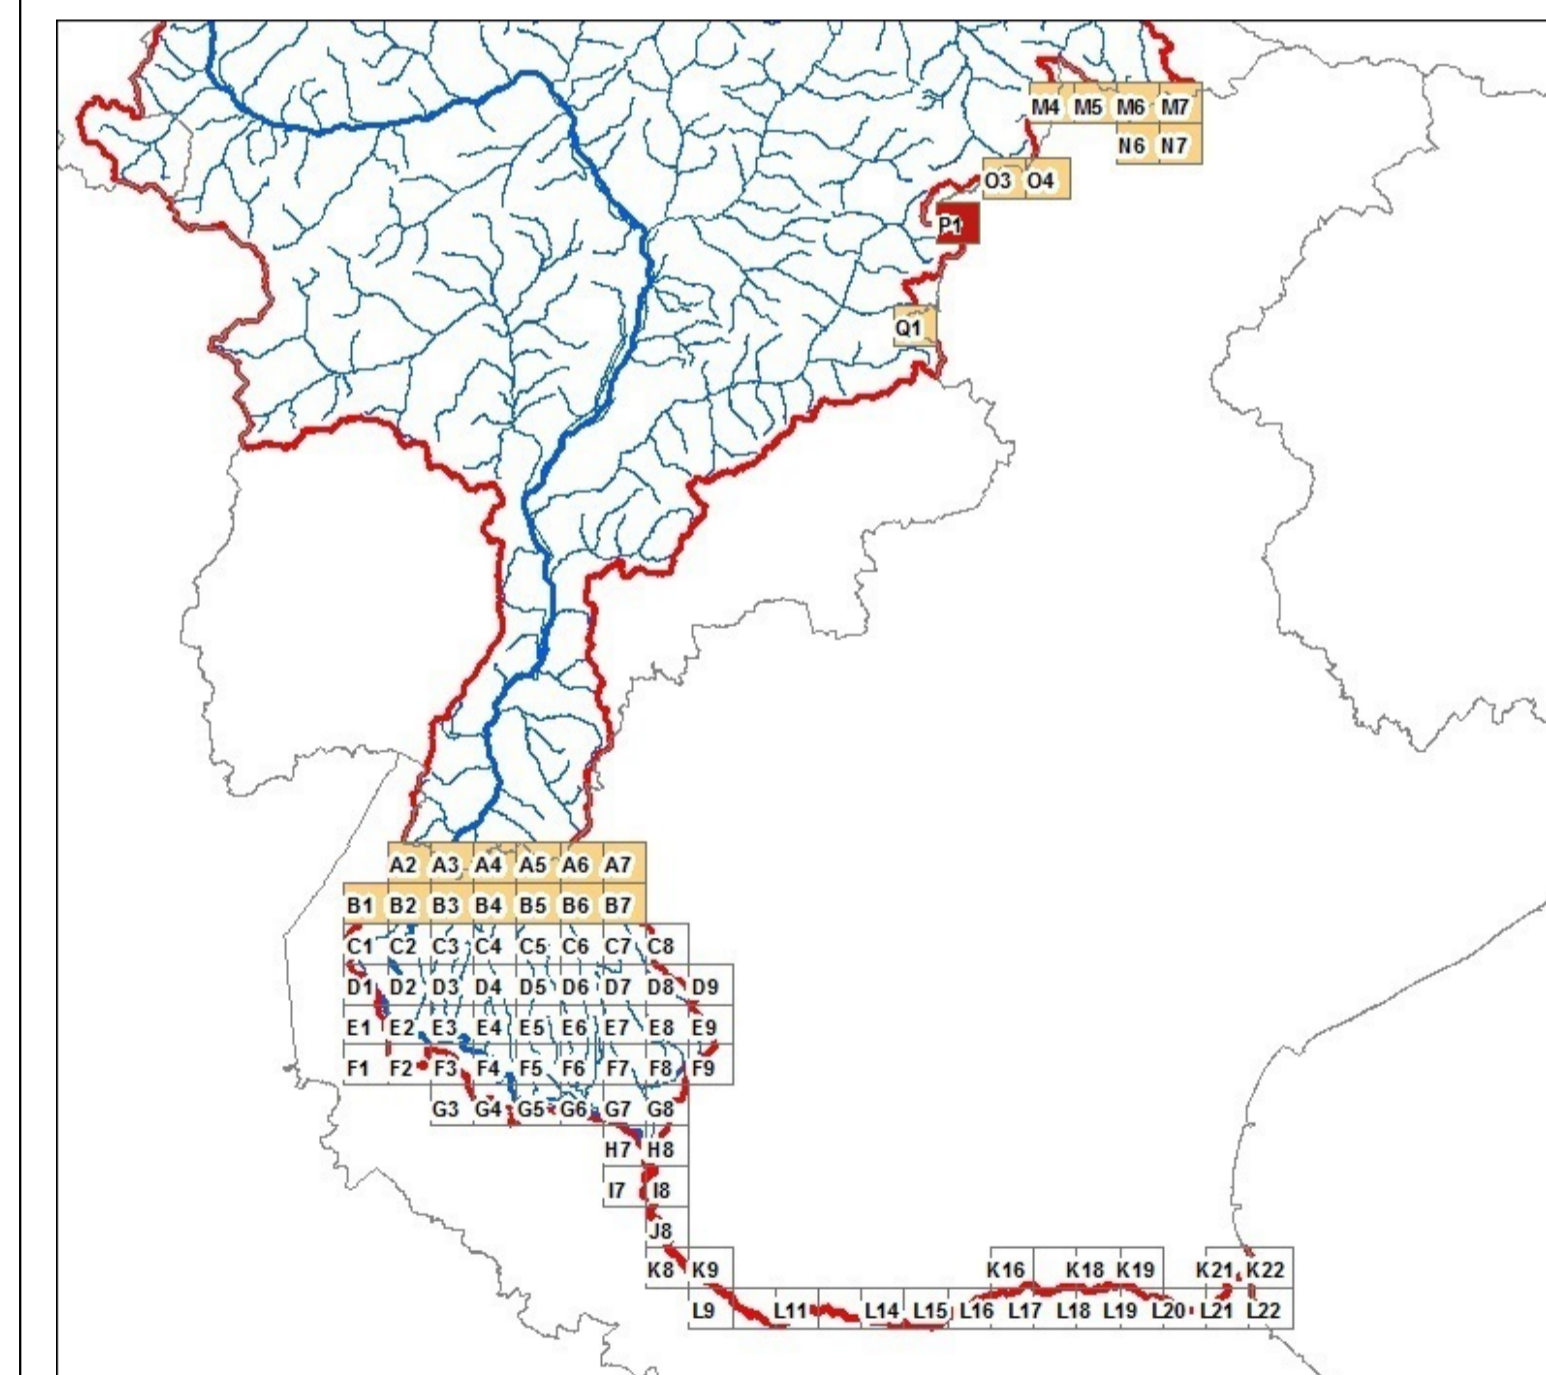 M4 M5 M6 M7
N6 N7
O3 O4
P1
Q1
A2 A3 A4 A5 A6 A7
B1 B2 B3 B4 B5 B6 B7
C1 C2 C3 C4 C5 C6 C7 C8
D1 D2 D3 D4 D5 D6 D7 D8 D9
E1 E2 E3 E4 E5 E6 E7 E8 E9
F1 F2 F3 F4 F5 F6 F7 F8 F9
G3 G4 G5 G6 G7 G8
H7 H8
I7 I8
J8
K8 K9 K16 K18 K19 K21 K22
L9 L11 L14 L15 L16 L17 L18 L19 L20 L21 L22